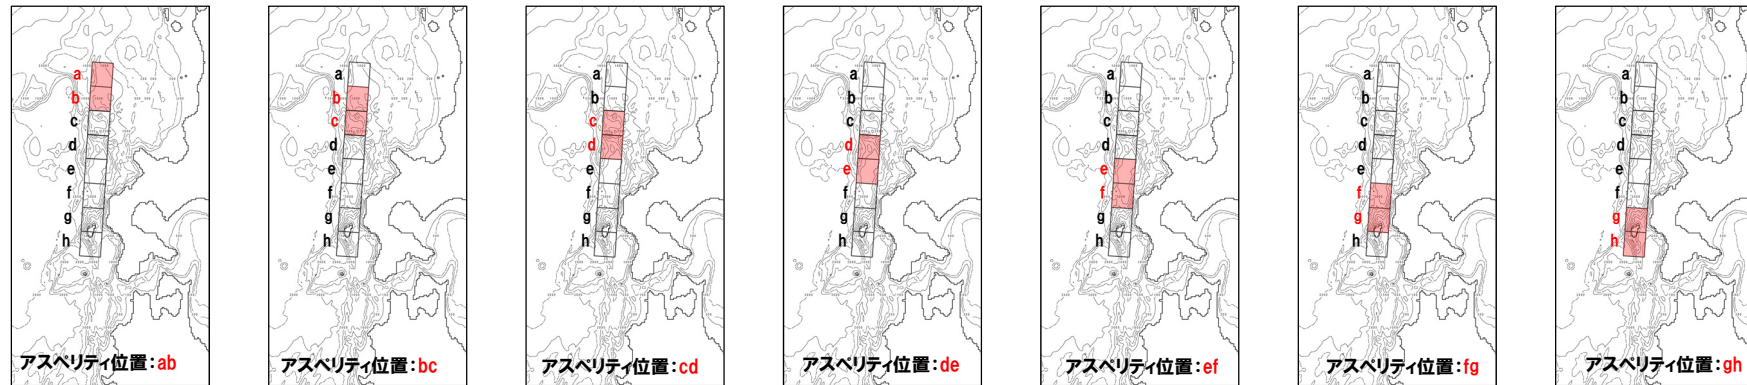 a
b
c
d
e
f
g
h
アスペリティ位置：ab
a
b
c
d
e
f
g
h
アスペリティ位置：bc
a
b
c
d
e
f
g
h
アスペリティ位置：cd
a
b
c
d
e
f
g
h
アスペリティ位置：de
a
b
c
d
e
f
g
h
アスペリティ位置：ef
a
b
c
d
e
f
g
h
アスペリティ位置：fg
a
b
c
d
e
f
g
h
アスペリティ位置：gh